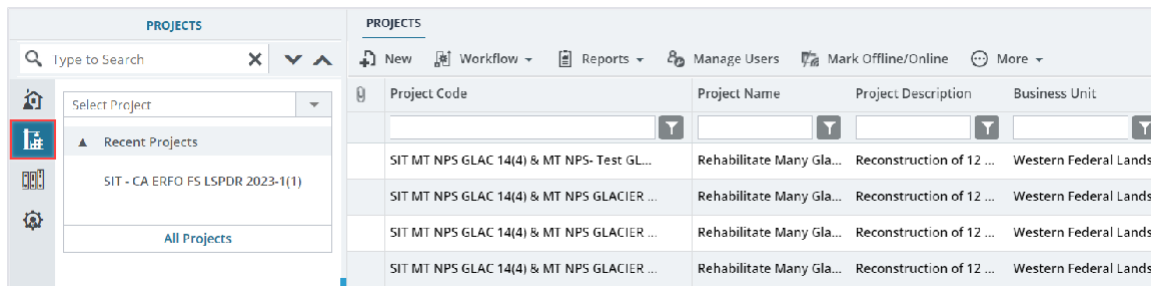 PROJECTS
Type to Search
Select Project
Recent Projects
SIT - CA ERFO FS LSPDR 2023-1(1)
All Projects
PROJECTS
New Workflow Reports Manage Users Mark Offline/Online More
Project Code Project Name Project Description Business Unit
SIT MT NPS GLAC 14(4) & MT NPS- Test GL... Rehabilitate Many Gla... Reconstruction of 12 ... Western Federal Lands
SIT MT NPS GLAC 14(4) & MT NPS GLACIER ... Rehabilitate Many Gla... Reconstruction of 12 ... Western Federal Lands
SIT MT NPS GLAC 14(4) & MT NPS GLACIER ... Rehabilitate Many Gla... Reconstruction of 12 ... Western Federal Lands
SIT MT NPS GLAC 14(4) & MT NPS GLACIER ... Rehabilitate Many Gla... Reconstruction of 12 ... Western Federal Lands